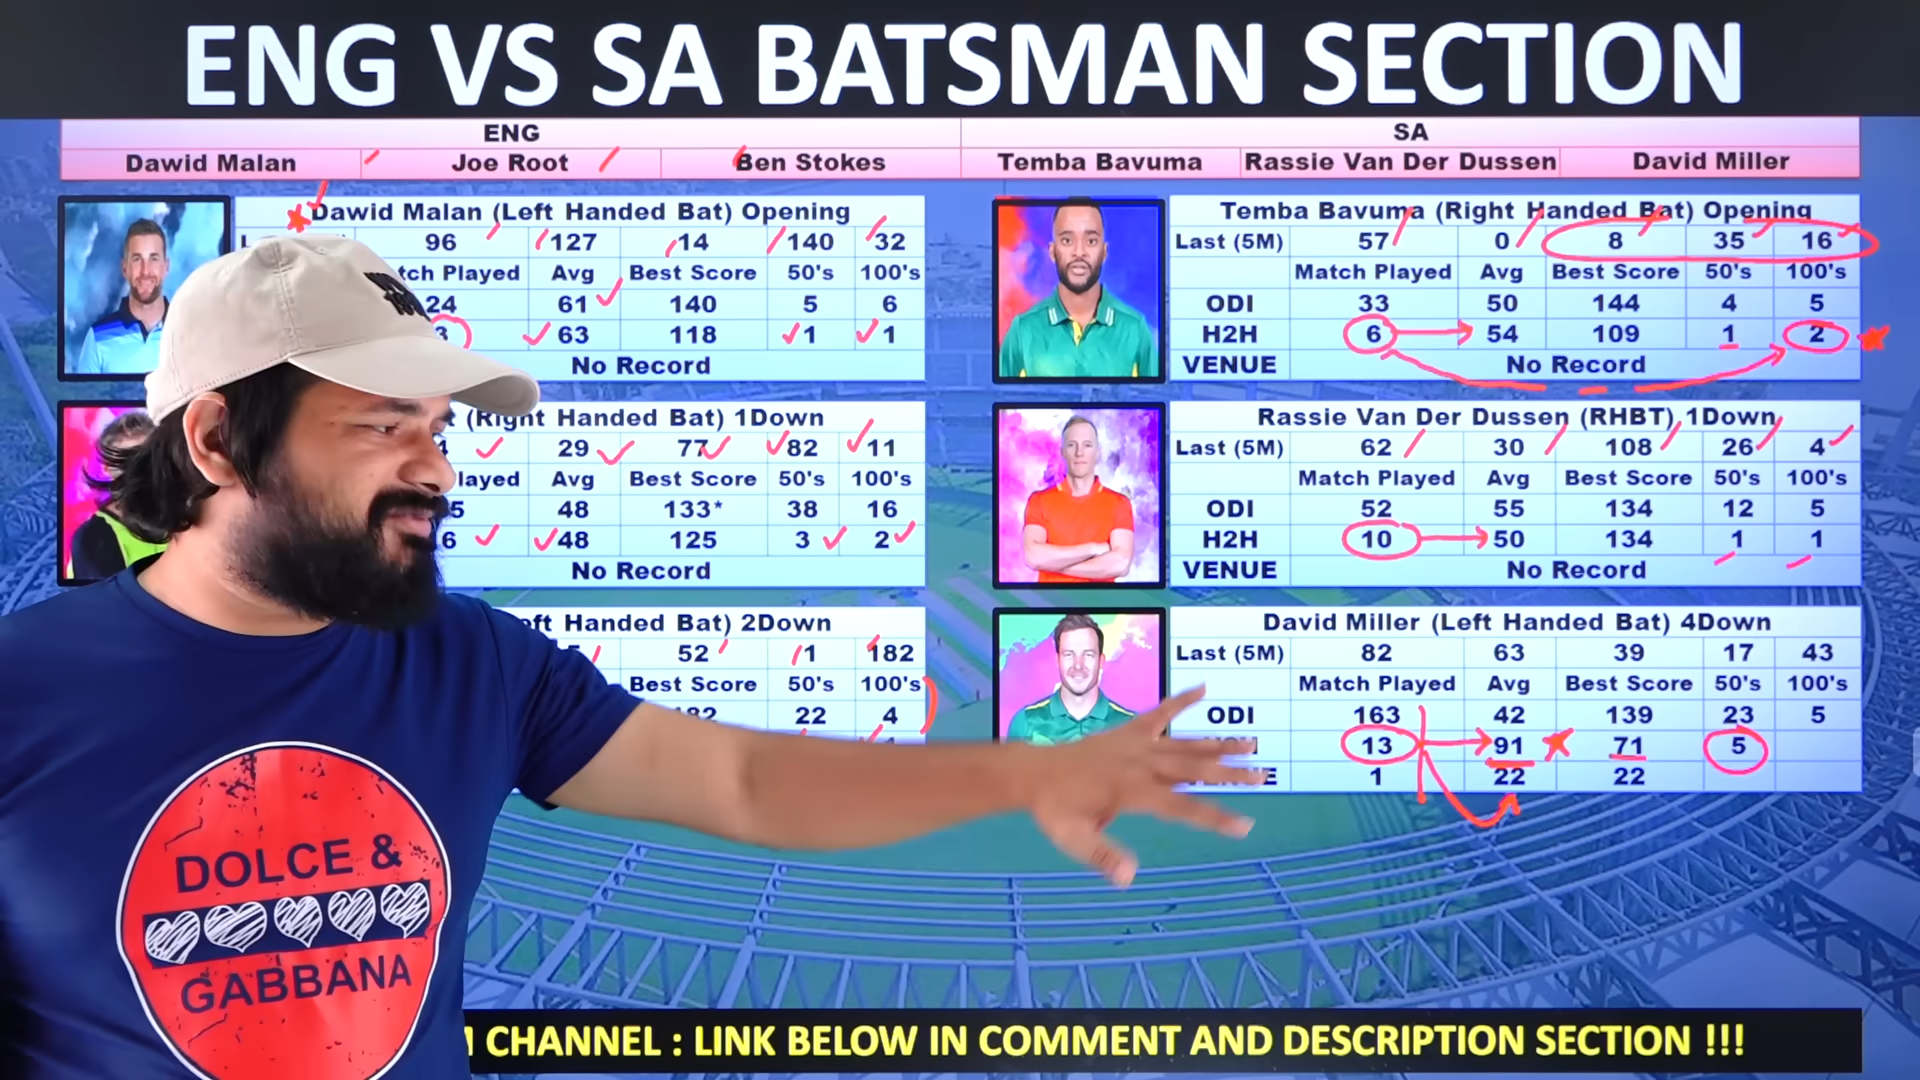 ENG VS SA BATSMAN SECTION
ENG SA
Dawid Malan Joe Root Ben Stokes Temba Bavuma Rassie Van Der Dussen David Miller
Dawid Malan (Left Handed Bat) Opening
96 127 14 140 32
Played Avg Best Score 50's 100's
24 61 140 5 6
3 63 118 1 1
No Record
(Right Handed Bat) 1Down
29 77 82 11
Avg Best Score 50's 100's
48 133* 38 16
6 48 125 3 2
No Record
Handed Bat) 2Down
52 1 182
Best Score 50's 100's
22 4
Temba Bavuma (Right Handed Bat) Opening
Last (5M) 57 0 8 35 16
Match Played Avg Best Score 50's 100's
ODI 33 50 144 4 5
H2H 6 54 109 1 2
VENUE No Record
Rassie Van Der Dussen (RHBT) 1Down
Last (5M) 62 30 108 26 4
Match Played Avg Best Score 50's 100's
ODI 52 55 134 12 5
H2H 10 50 134 1 1
VENUE No Record
David Miller (Left Handed Bat) 4Down
Last (5M) 82 63 39 17 43
Match Played Avg Best Score 50's 100's
ODI 163 42 139 23 5
13 91 71 5
1 22 22
DOLCE &
GABBANA
CHANNEL : LINK BELOW IN COMMENT AND DESCRIPTION SECTION !!!